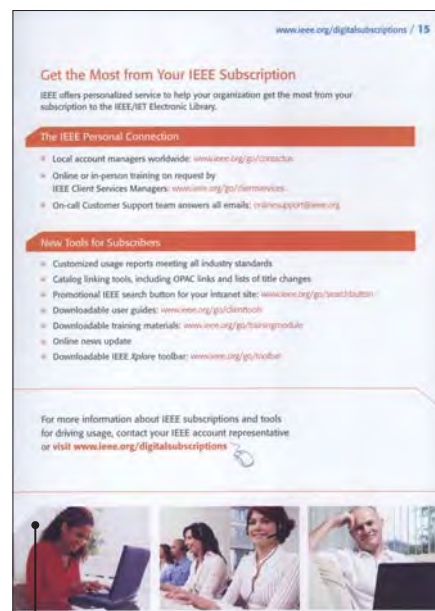 www.ieee.org/digitalsubscriptions / 15
Get the Most from Your IEEE Subscription
IEEE offers personalized service to help your organization get the most from your
subscription to the IEEE/IET Electronic Library.
The IEEE Personal Connection
Local account managers worldwide: www.ieee.org/go/contactus
Online or in-person training on request by
IEEE Client Services Managers: www.ieee.org/go/clientservices
On-call Customer Support team answers all emails: onlinesupport@ieee.org
New Tools for Subscribers
Customized usage reports meeting all industry standards
Catalog linking tools, including OPAC links and lists of title changes
Promotional IEEE search button for your intranet site: www.ieee.org/go/searchbutton
Downloadable user guides: www.ieee.org/go/clienttools
Downloadable training materials: www.ieee.org/go/trainingmodule
Online news update
Downloadable IEEE Xplore toolbar: www.ieee.org/go/toolbar
For more information about IEEE subscriptions and tools
for driving usage, contact your IEEE account representative
or visit www.ieee.org/digitalsubscriptions